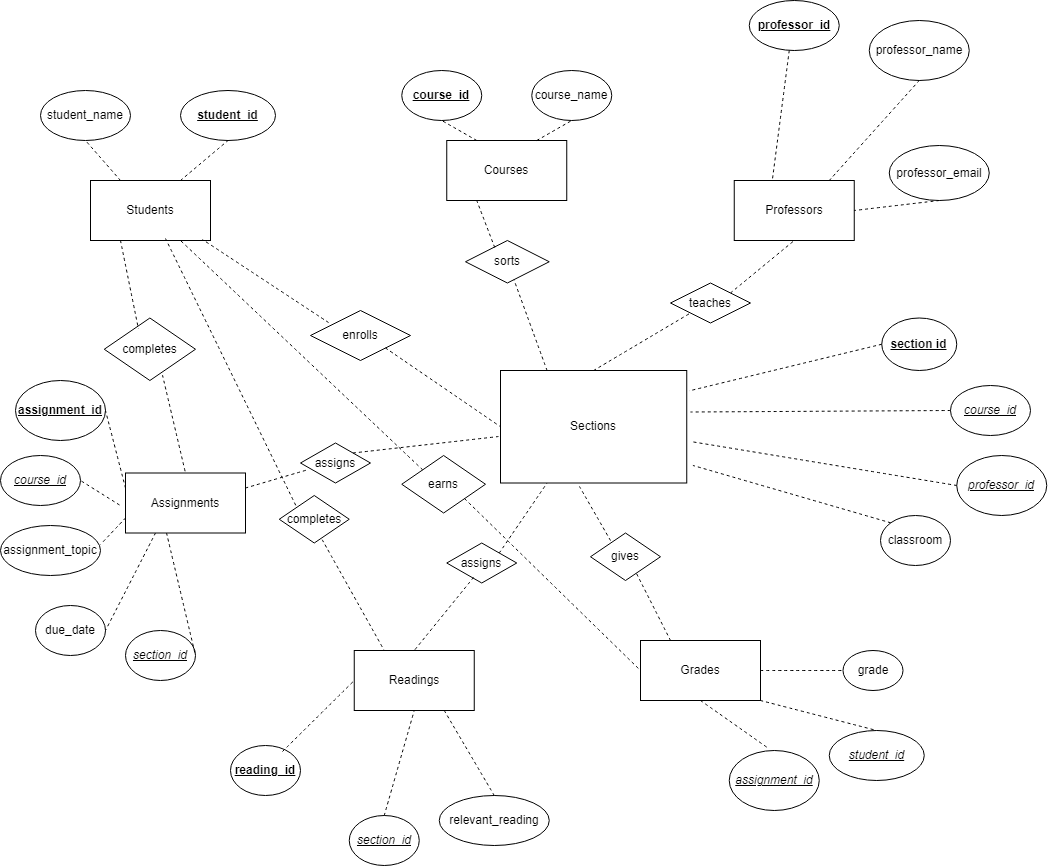 professor_id
professor_name
course_id
course_name
student_name
student_id
professor_email
Courses
Students
Professors
sorts
teaches
enrolls
completes
section id
assignment_id
course_id
Sections
assigns
course_id
earns
professor_id
Assignments
completes
classroom
assignment_topic
assigns
gives
due_date
section_id
Readings
Grades
grade
student_id
reading_id
assignment_id
relevant_reading
section_id